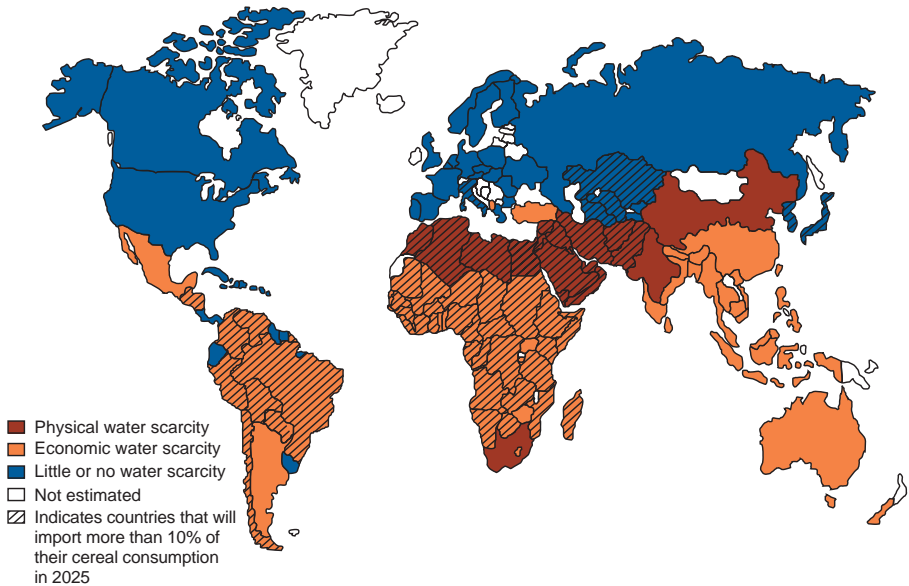 Physical water scarcity
Economic water scarcity
Little or no water scarcity
Not estimated
Indicates countries that will
import more than 10% of
their cereal consumption
in 2025